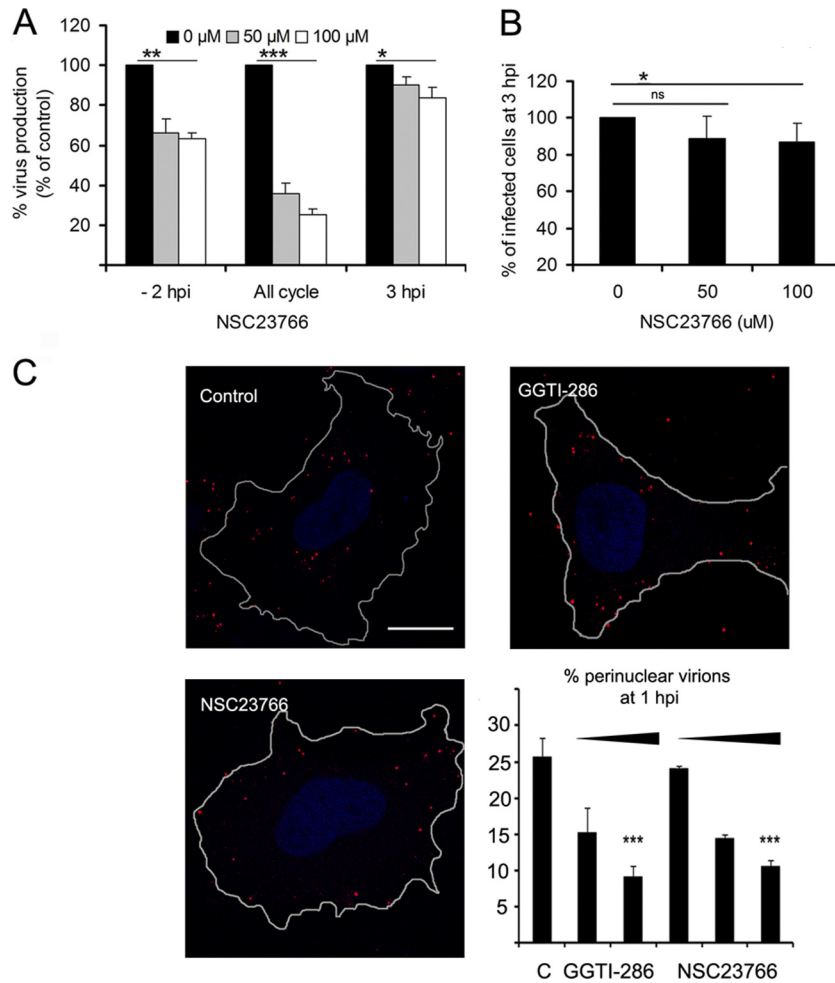 A
0 µM 50 µM 100 µM
% virus production
(% of control)
120
100
80
60
40
20
** *** *
- 2 hpi All cycle 3 hpi
NSC23766
B
% of infected cells at 3 hpi
120
100
80
60
40
20
*
ns
0 50 100
NSC23766 (uM)
C
Control
GGTI-286
NSC23766
% perinuclear virions
at 1 hpi
30
25
20
15
10
5
*** ***
C GGTI-286 NSC23766